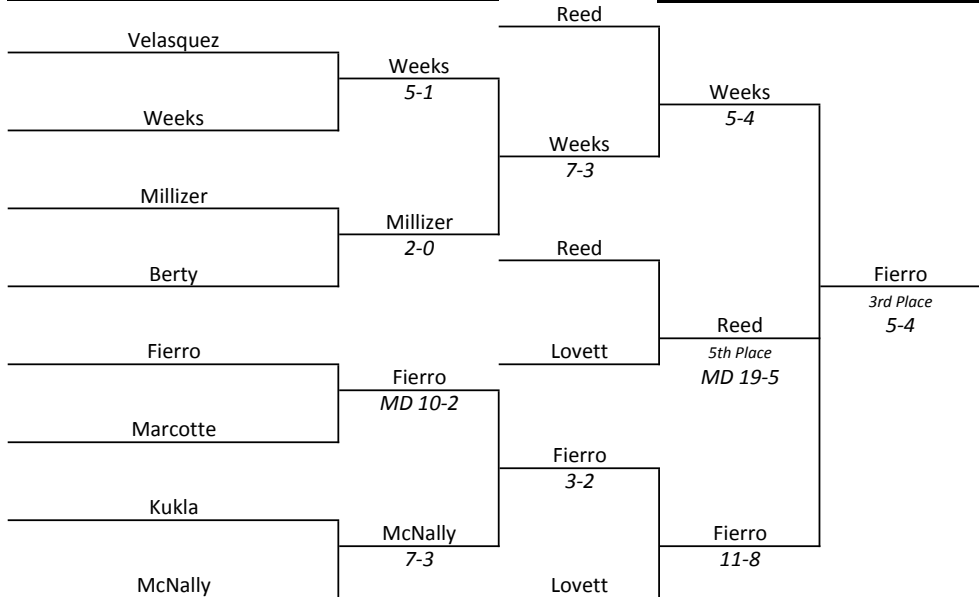 Reed
Velasquez
Weeks
5-1
Weeks
5-4
Weeks
Weeks
7-3
Millizer
Millizer
2-0
Reed
Berty
Fierro
3rd Place
5-4
Reed
5th Place
MD 19-5
Fierro
Lovett
Fierro
MD 10-2
Marcotte
Fierro
3-2
Kukla
McNally
7-3
Fierro
11-8
McNally
Lovett